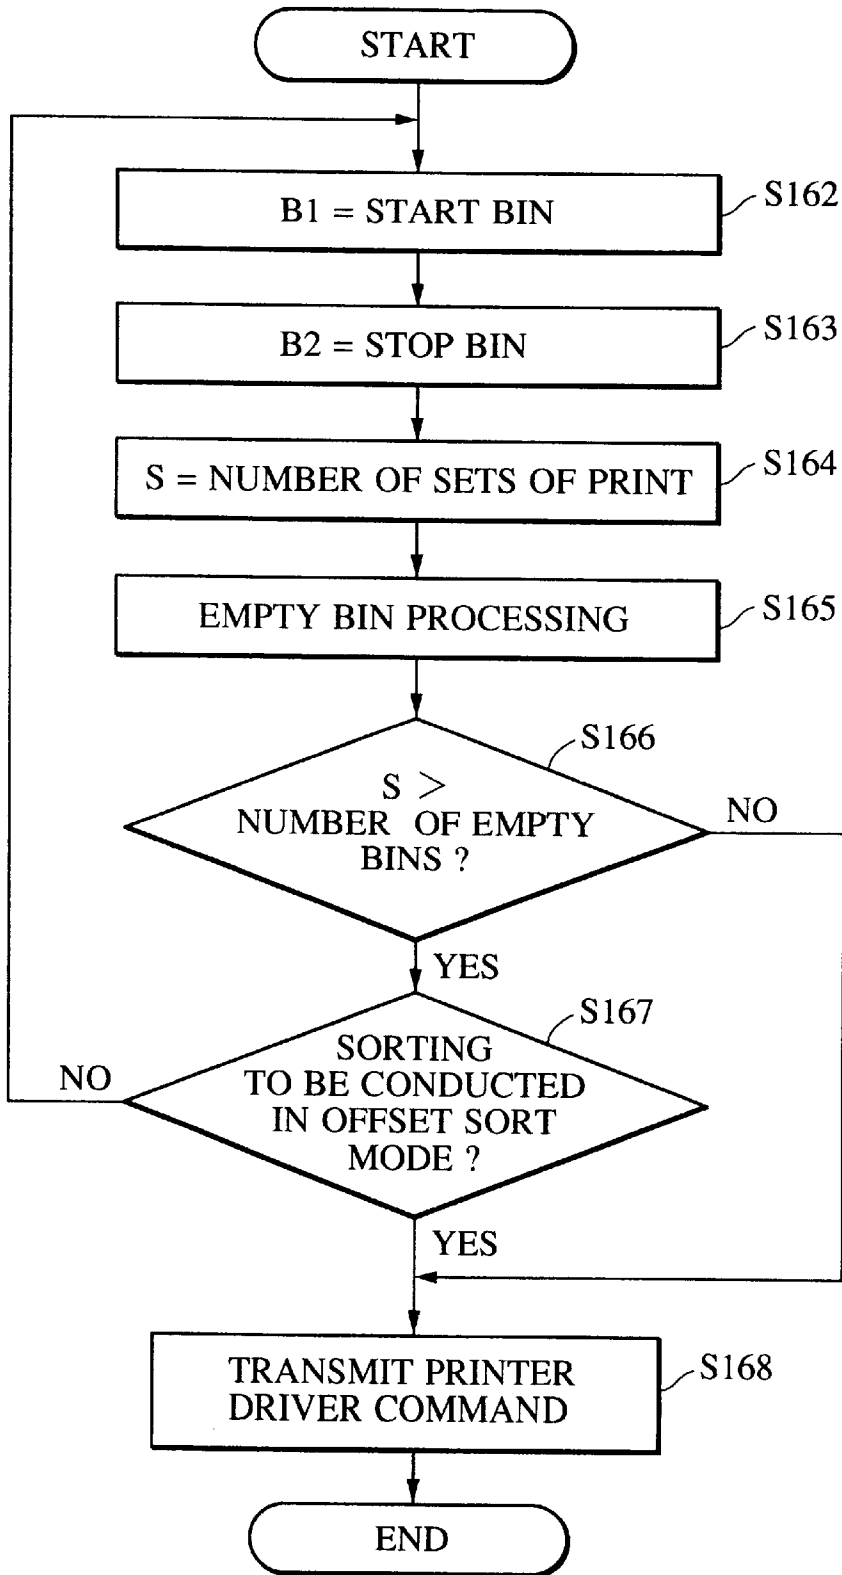 START
B1 = START BIN
S162
B2 = STOP BIN
S163
S = NUMBER OF SETS OF PRINT
S164
EMPTY BIN PROCESSING
S165
S166
S >
NUMBER OF EMPTY
BINS ?
NO
YES
S167
SORTING
TO BE CONDUCTED
IN OFFSET SORT
MODE ?
NO
YES
TRANSMIT PRINTER
DRIVER COMMAND
S168
END